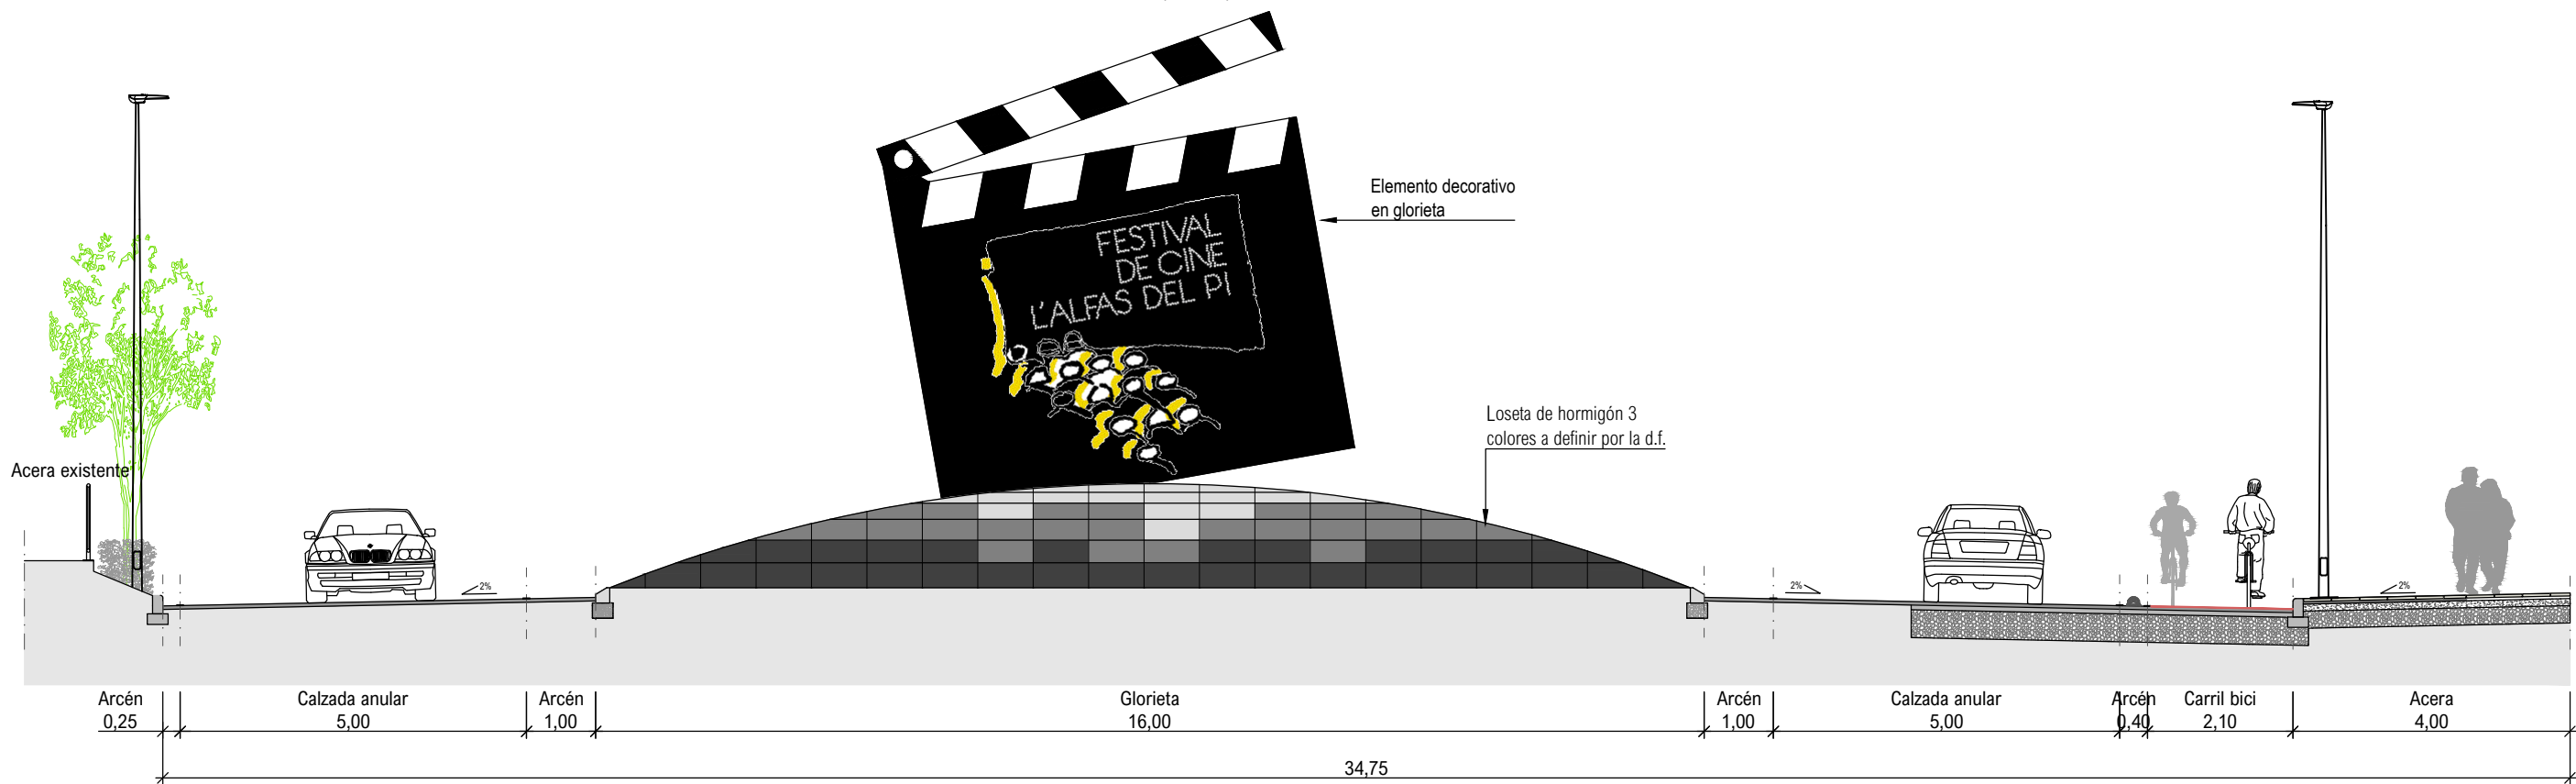 FESTIVAL
DE CINE
L'ALFAS DEL PI
Elemento decorativo
en glorieta
Loseta de hormigón 3
colores a definir por la d.f.
Acera existente
2%
2%
2%
Arcén
0,25
Calzada anular
5,00
Arcén
1,00
Glorieta
16,00
Arcén
1,00
Calzada anular
5,00
Arcén
0,40
Carril bici
2,10
Acera
4,00
34,75